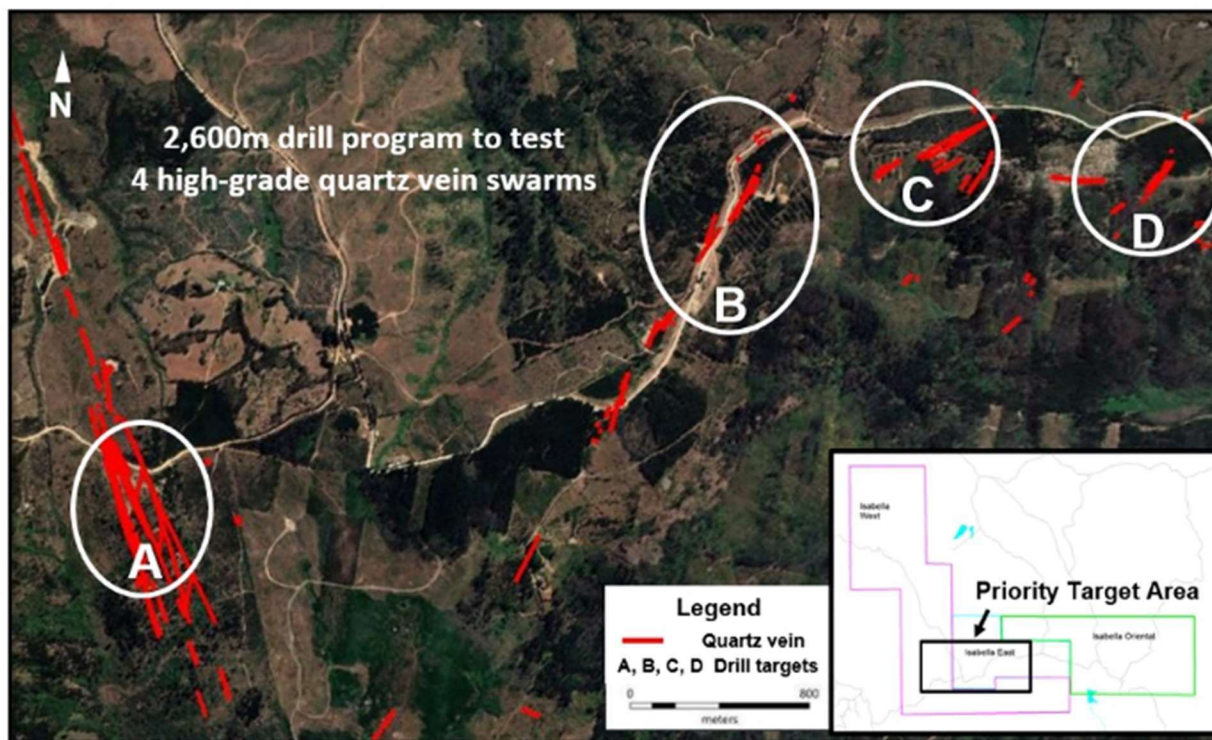 N
2,600m drill program to test
4 high-grade quartz vein swarms
A
B
C
D
Legend
Quartz vein
A, B, C, D Drill targets
0 800
meters
Isabella
West
Priority Target Area
Isabella East
Isabella Oriental